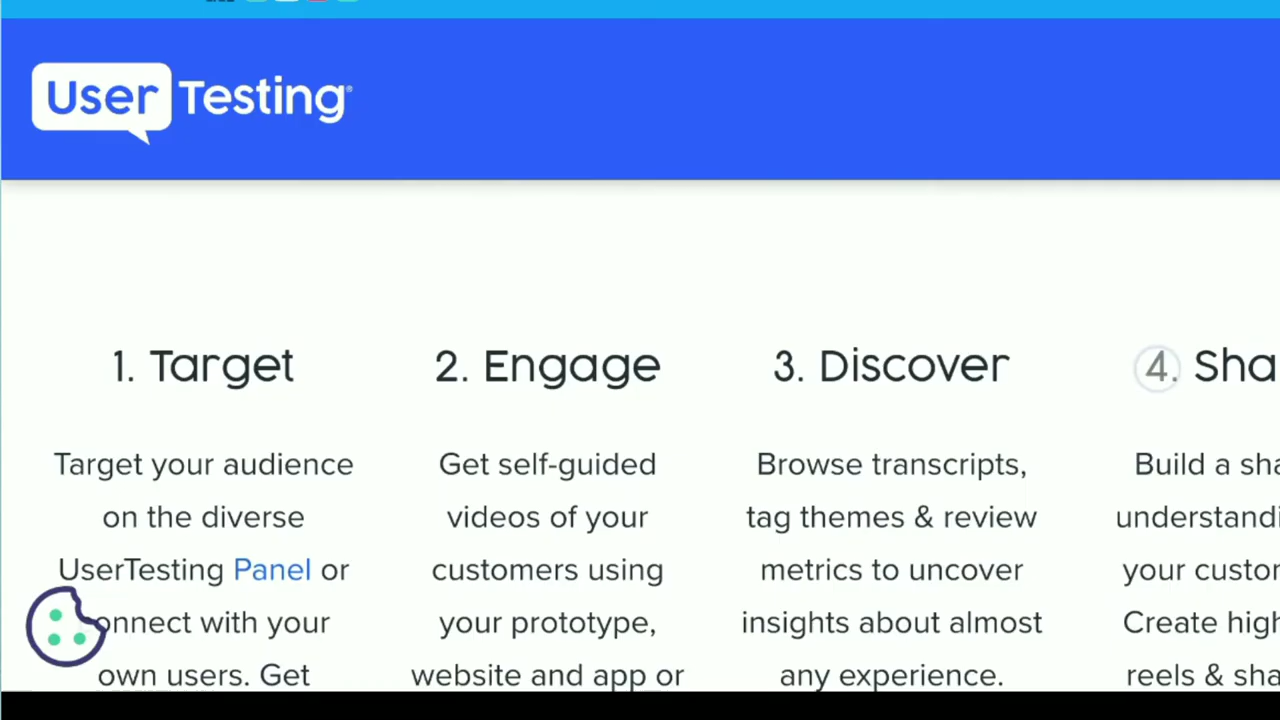 User Testing®
1. Target
Target your audience
on the diverse
UserTesting Panel or
onnect with your
own users. Get
2. Engage
Get self-guided
videos of your
customers using
your prototype,
website and app or
3. Discover
Browse transcripts,
tag themes & review
metrics to uncover
insights about almost
any experience.
4. Sha
Build a sha
understandi
your custo
Create high
reels & sha